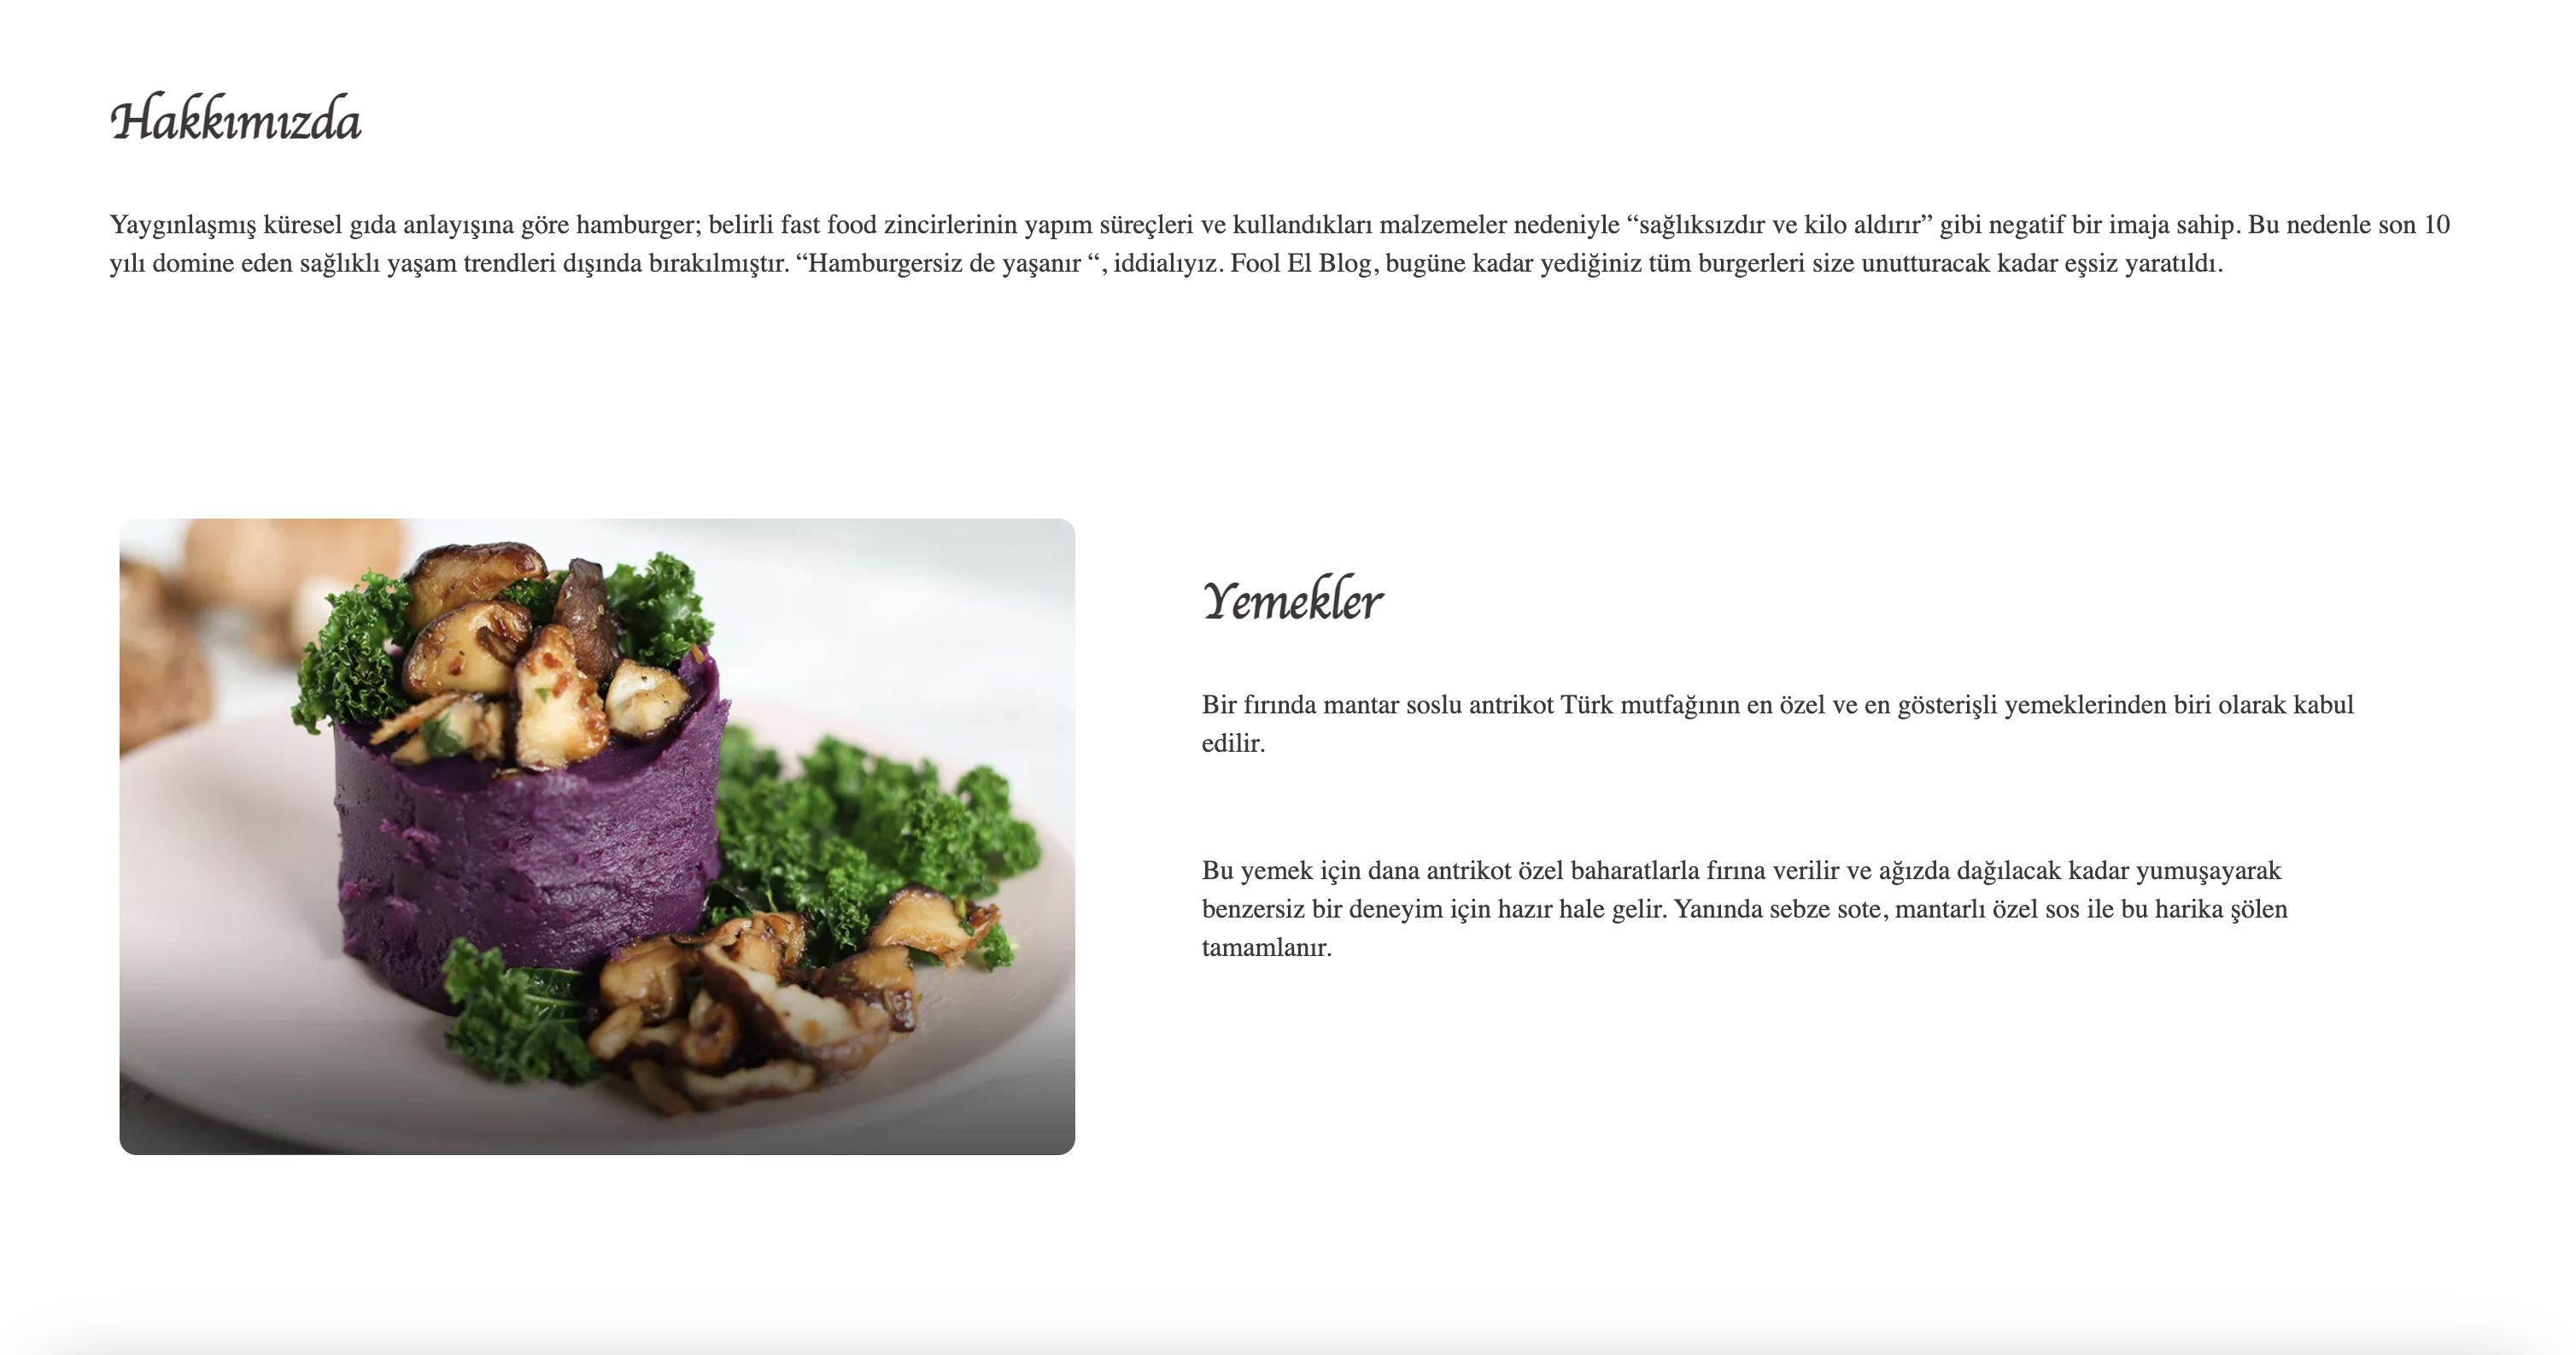 Hakkımızda
Yaygınlaşmış küresel gıda anlayışına göre hamburger; belirli fast food zincirlerinin yapım süreçleri ve kullandıkları malzemeler nedeniyle “sağlıksızdır ve kilo aldırır” gibi negatif bir imaja sahip. Bu nedenle son 10
yılı domine eden sağlıklı yaşam trendleri dışında bırakılmıştır. “Hamburgersiz de yaşanır “, iddialıyız. Fool El Blog, bugüne kadar yediğiniz tüm burgerleri size unutturacak kadar eşsiz yaratıldı.
Yemekler
Bir fırında mantar soslu antrikot Türk mutfağının en özel ve en gösterişli yemeklerinden biri olarak kabul
edilir.
Bu yemek için dana antrikot özel baharatlarla fırına verilir ve ağızda dağılacak kadar yumuşayarak
benzersiz bir deneyim için hazır hale gelir. Yanında sebze sote, mantarlı özel sos ile bu harika şölen
tamamlanır.